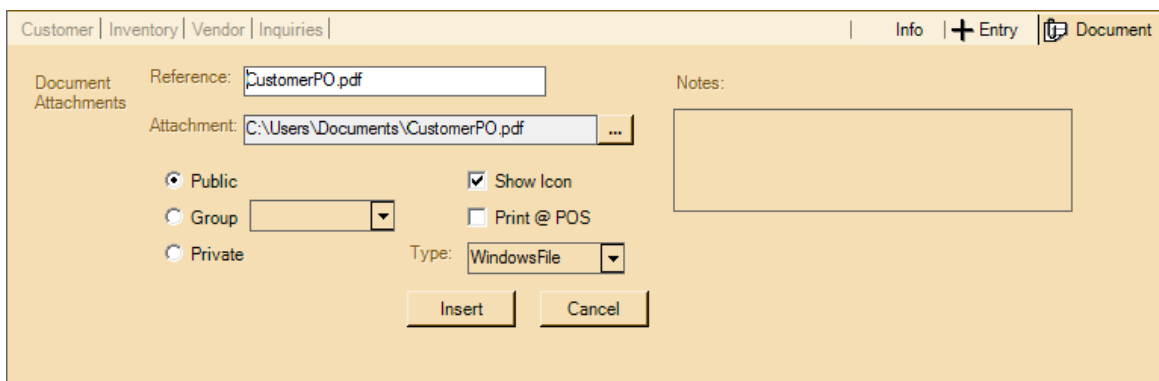 Customer | Inventory | Vendor | Inquiries | | Info | Entry Document
Document Attachments
Reference: CustomerPO.pdf
Notes:
Attachment: C:\Users\Documents\CustomerPO.pdf ...
Public Show Icon
Group Print @ POS
Private Type: WindowsFile
Insert Cancel